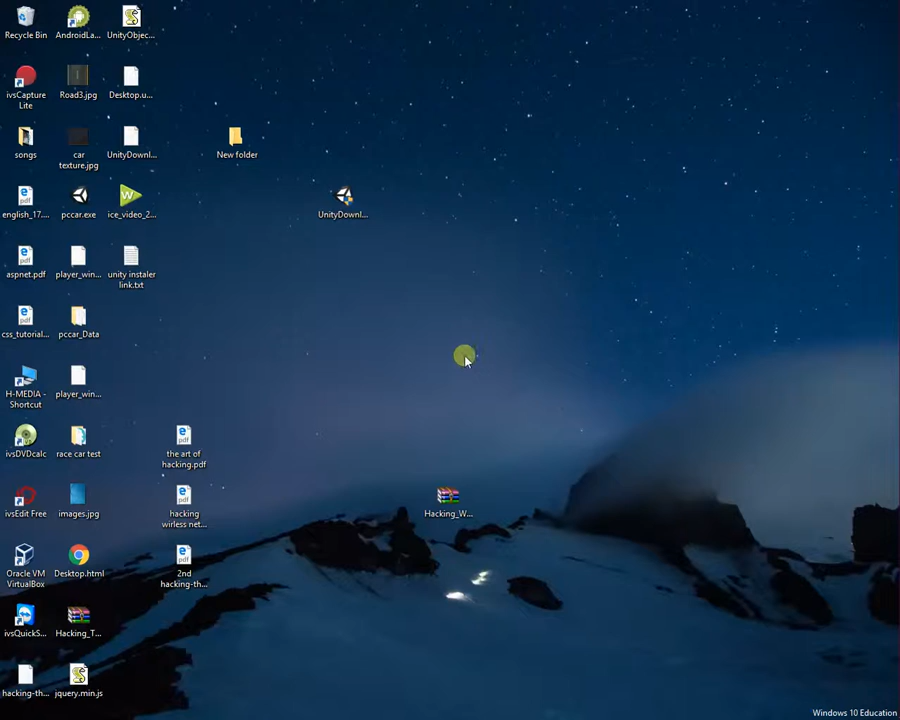 Recycle Bin
AndroidLa...
UnityObjec...
ivsCapture
Lite
Road3.jpg
Desktop.u...
songs
car
texture.jpg
UnityDownl...
New folder
english_17....
pccar.exe
ice_video_2...
UnityDownl...
aspnet.pdf
player_win...
unity instaler
link.txt
css_tutorial...
pccar_Data
H-MEDIA -
Shortcut
player_win...
ivsDVDcalc
race car test
the art of
hacking.pdf
ivsEdit Free
images.jpg
hacking
wirless net...
Hacking_W...
Oracle VM
VirtualBox
Desktop.html
2nd
hacking-th...
ivsQuickS...
Hacking_T...
hacking-th...
jquery.min.js
Windows 10 Education